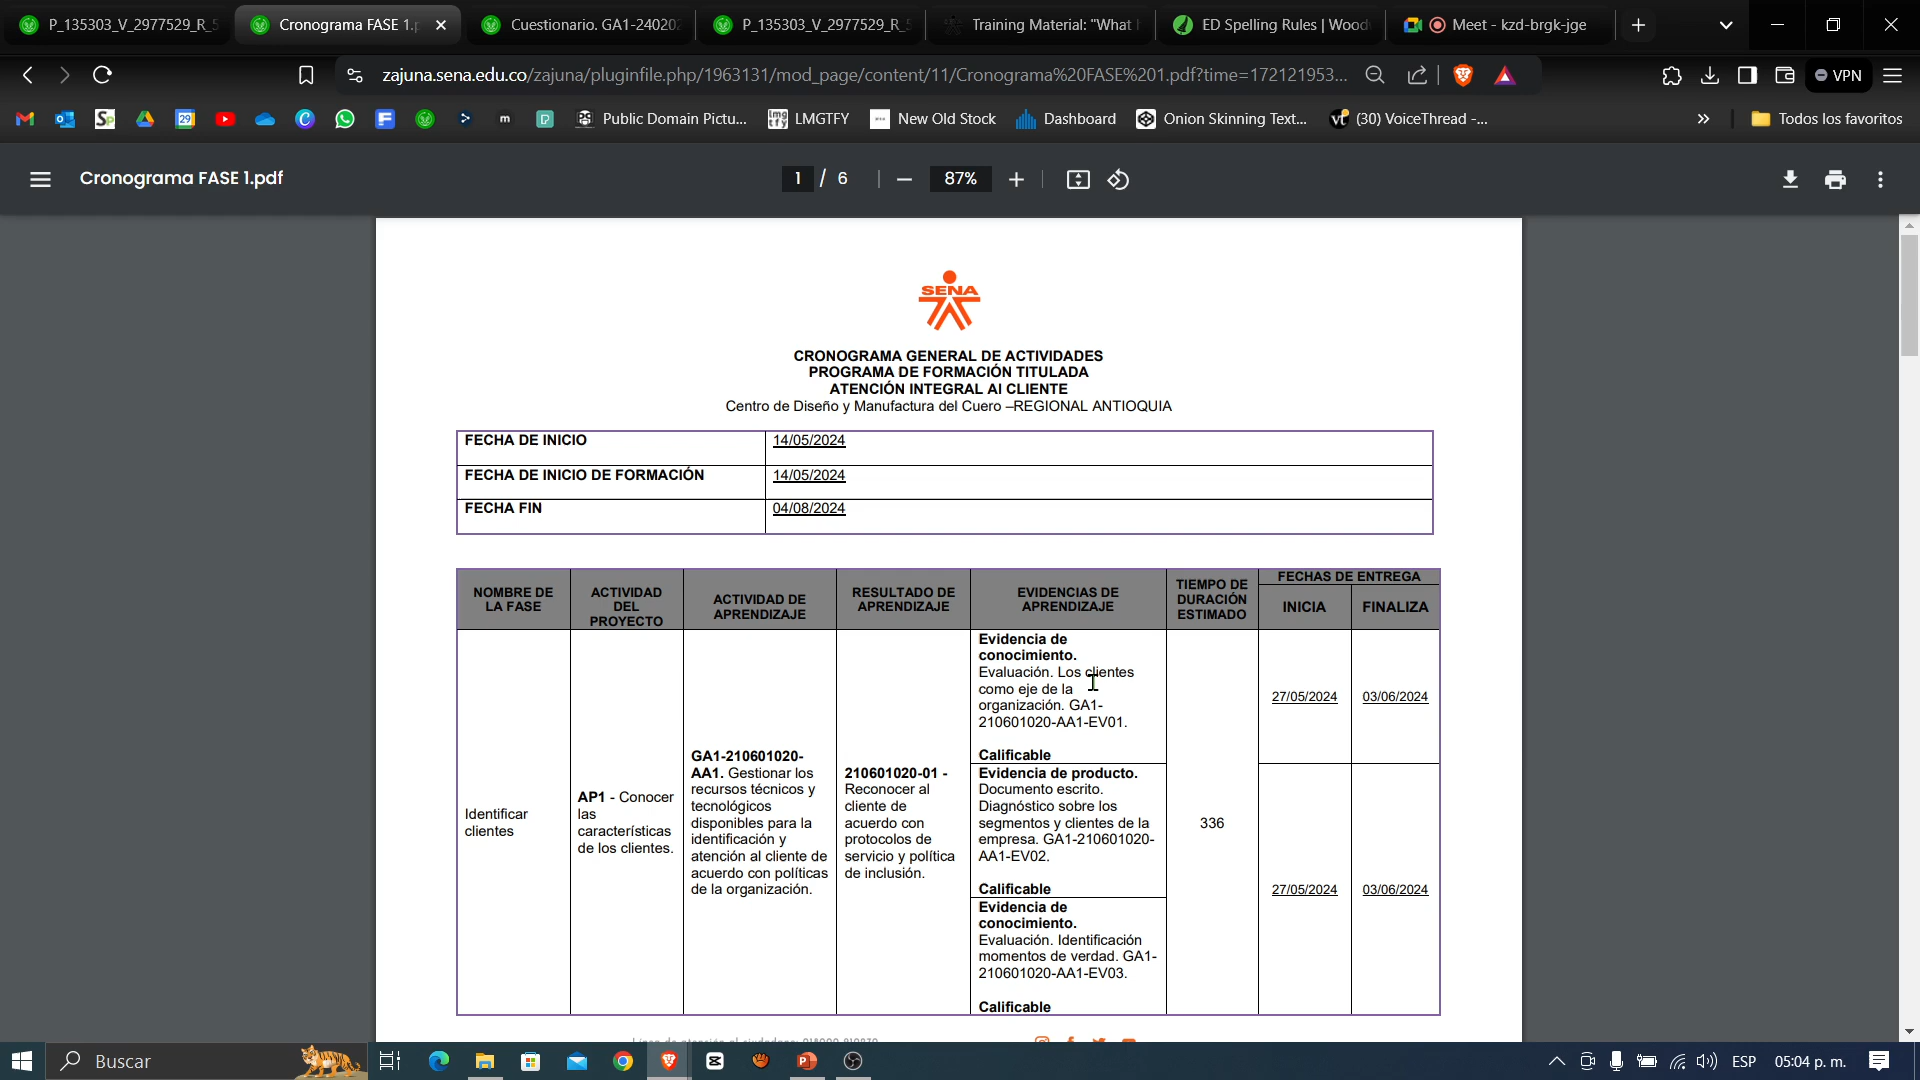 P_135303_V_2977529_R_5
Cronograma FASE 1.p
Cuestionario. GA1-24020
P_135303_V_2977529_R_5
Training Material: "What
ED Spelling Rules | Wood
Meet - kzd-brgk-jge
zajuna.sena.edu.co/zajuna/pluginfile.php/1963131/mod_page/content/11/Cronograma%20FASE%201.pdf?time=172121953...
VPN
Public Domain Pictu...
LMGTFY
New Old Stock
Dashboard
Onion Skinning Text...
(30) VoiceThread -...
Todos los favoritos
Cronograma FASE 1.pdf
1 / 6
87%
SENA
CRONOGRAMA GENERAL DE ACTIVIDADES
PROGRAMA DE FORMACIÓN TITULADA
ATENCIÓN INTEGRAL Al CLIENTE
Centro de Diseño y Manufactura del Cuero –REGIONAL ANTIOQUIA
FECHA DE INICIO 14/05/2024
FECHA DE INICIO DE FORMACIÓN 14/05/2024
FECHA FIN 04/08/2024
NOMBRE DE
LA FASE
ACTIVIDAD
DEL
PROYECTO
ACTIVIDAD DE
APRENDIZAJE
RESULTADO DE
APRENDIZAJE
EVIDENCIAS DE
APRENDIZAJE
TIEMPO DE
DURACIÓN
ESTIMADO
FECHAS DE ENTREGA
INICIA
FINALIZA
Identificar
clientes
AP1 - Conocer
las
características
de los clientes.
GA1-210601020-
AA1. Gestionar los
recursos técnicos y
tecnológicos
disponibles para la
identificación y
atención al cliente de
acuerdo con políticas
de la organización.
210601020-01 -
Reconocer al
cliente de
acuerdo con
protocolos de
servicio y política
de inclusión.
Evidencia de
conocimiento.
Evaluación. Los clientes
como eje de la
organización. GA1-
210601020-AA1-EV01.
Calificable
Evidencia de producto.
Documento escrito.
Diagnóstico sobre los
segmentos y clientes de la
empresa. GA1-210601020-
AA1-EV02.
Calificable
Evidencia de
conocimiento.
Evaluación. Identificación
momentos de verdad. GA1-
210601020-AA1-EV03.
Calificable
336
27/05/2024
03/06/2024
27/05/2024
03/06/2024
Buscar
ESP
05:04 p. m.